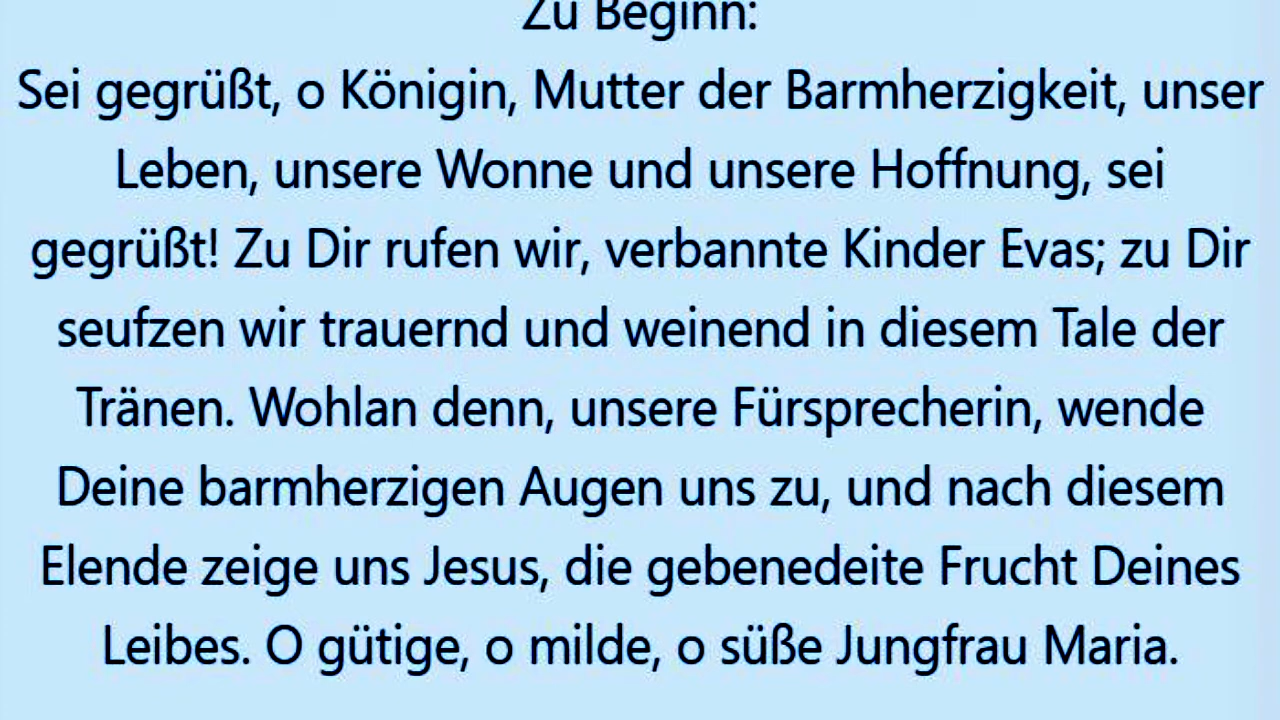 Zu Beginn:
Sei gegrüßt, o Königin, Mutter der Barmherzigkeit, unser
Leben, unsere Wonne und unsere Hoffnung, sei
gegrüßt! Zu Dir rufen wir, verbannte Kinder Evas; zu Dir
seufzen wir trauernd und weinend in diesem Tale der
Tränen. Wohlan denn, unsere Fürsprecherin, wende
Deine barmherzigen Augen uns zu, und nach diesem
Elende zeige uns Jesus, die gebenedeite Frucht Deines
Leibes. O gütige, o milde, o süße Jungfrau Maria.